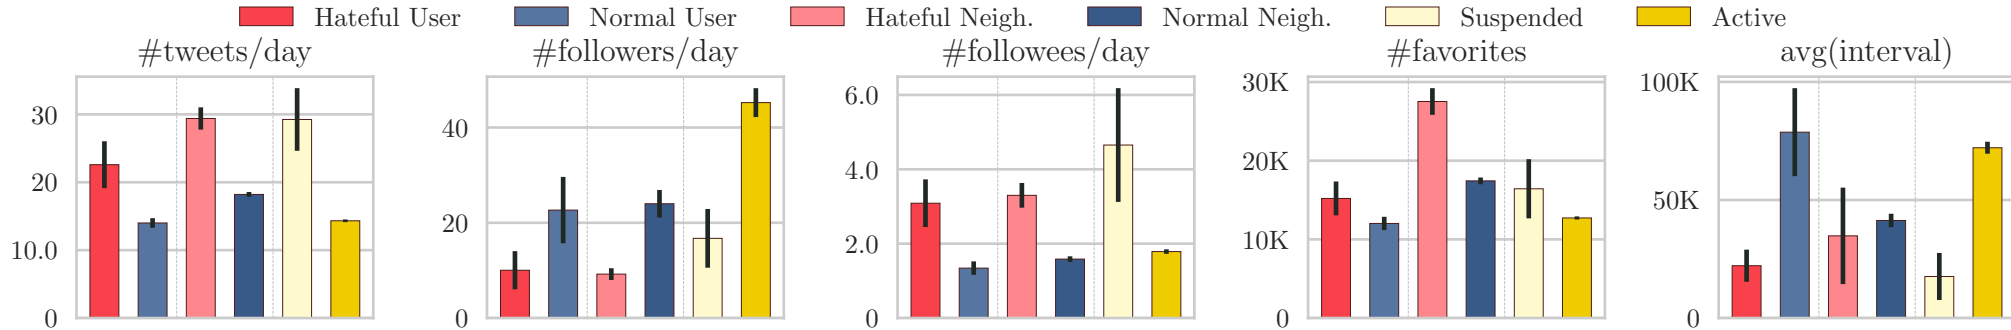 Hateful User Normal User Hateful Neigh. Normal Neigh. Suspended Active
#tweets/day #followers/day #followees/day #favorites avg(interval)
30
20
10.0
0
40
20
0
6.0
4.0
2.0
0
30K
20K
10K
0
100K
50K
0